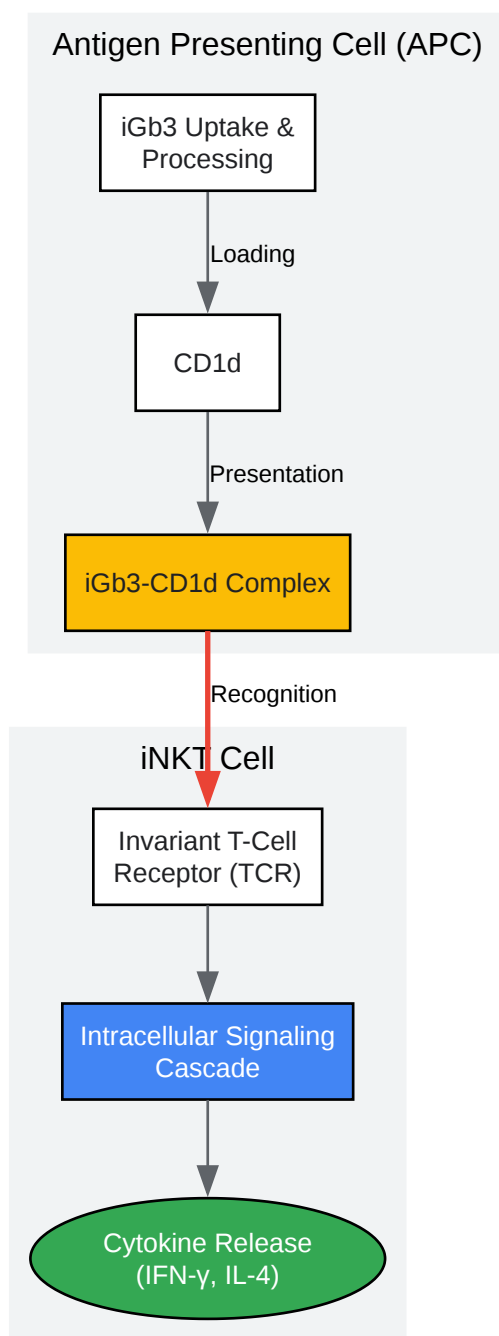 Antigen Presenting Cell (APC)
iGb3 Uptake &
Processing
Loading
CD1d
Presentation
iGb3-CD1d Complex
Recognition
iNKT Cell
Invariant T-Cell
Receptor (TCR)
Intracellular Signaling
Cascade
Cytokine Release
(IFN-γ, IL-4)